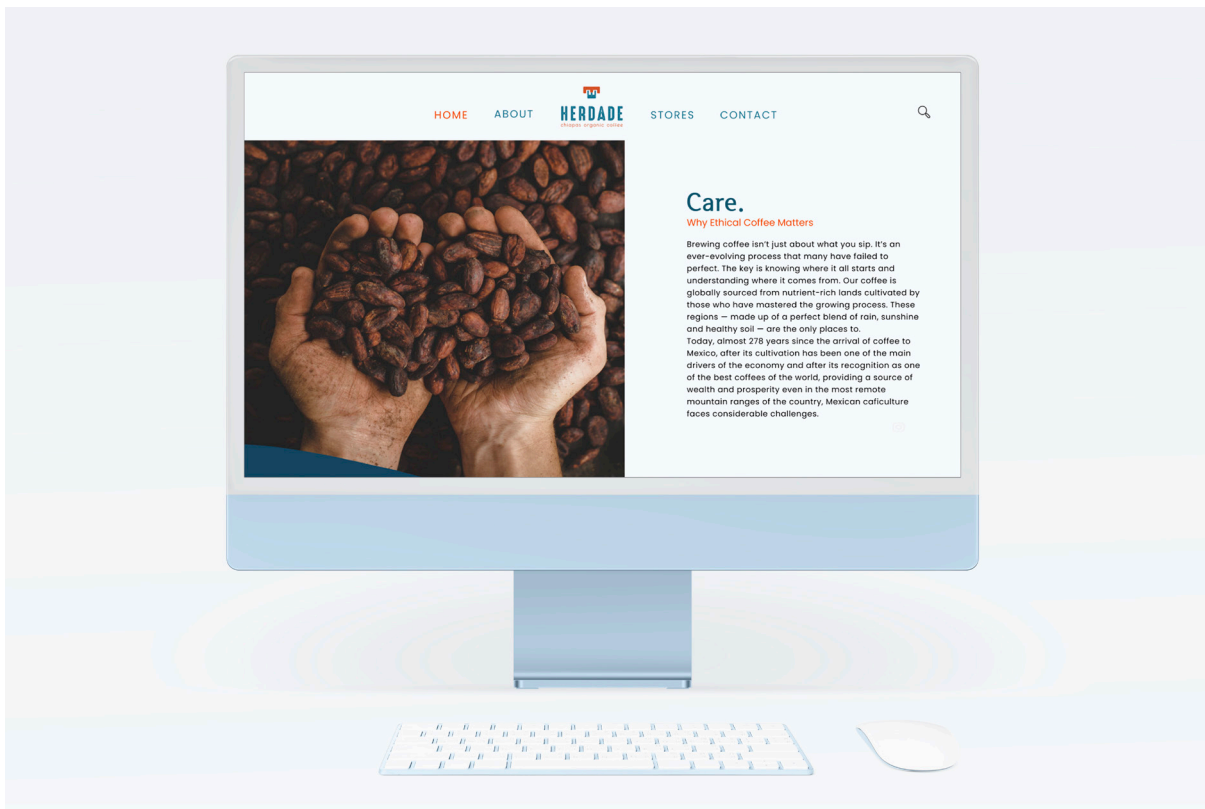 HOME
ABOUT
HERDADE
chiapas organic coffee
STORES
CONTACT
Care.
Why Ethical Coffee Matters
Brewing coffee isn't just about what you sip. It's an
ever-evolving process that many have failed to
perfect. The key is knowing where it all starts and
understanding where it comes from. Our coffee is
globally sourced from nutrient-rich lands cultivated by
those who have mastered the growing process. These
regions — made up of a perfect blend of rain, sunshine
and healthy soil — are the only places to.
Today, almost 278 years since the arrival of coffee to
Mexico, after its cultivation has been one of the main
drivers of the economy and after its recognition as one
of the best coffees of the world, providing a source of
wealth and prosperity even in the most remote
mountain ranges of the country, Mexican caficulture
faces considerable challenges.